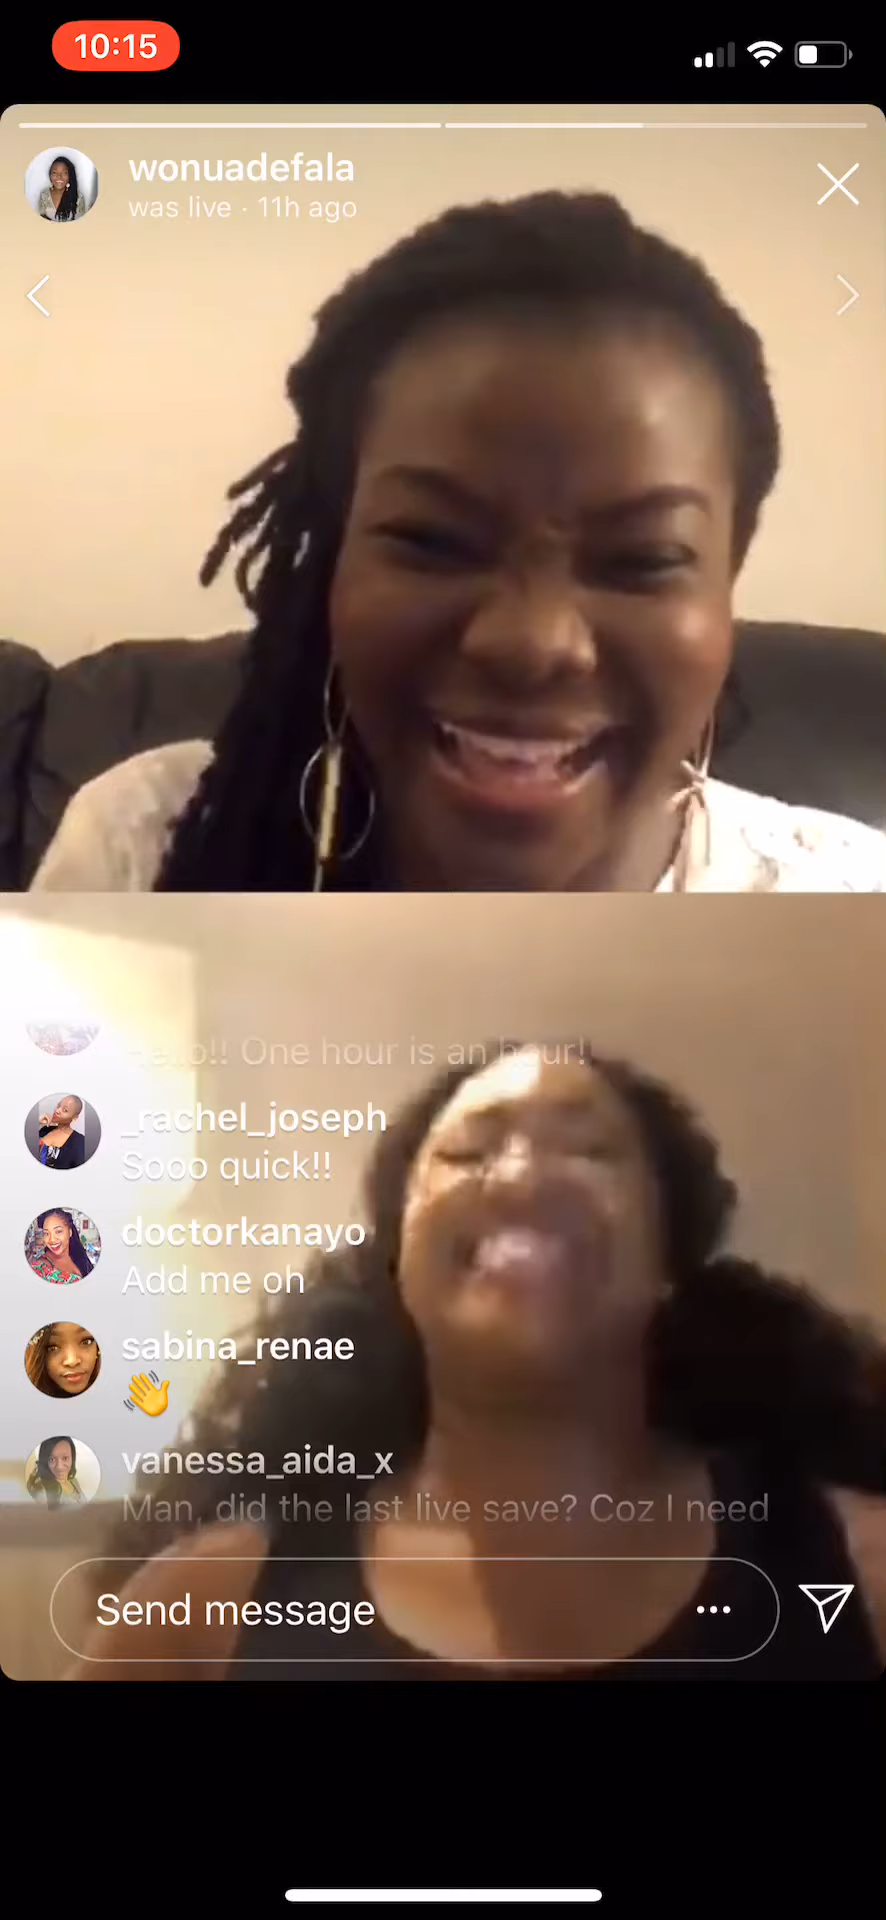 10:15
wonuadefala
was live · 11h ago
One hour is an hour!
_rachel_joseph
Sooo quick!!
doctorkanayo
Add me oh
sabina_renae
👋
vanessa_aida_x
Man, did the last live save? Coz I need
Send message